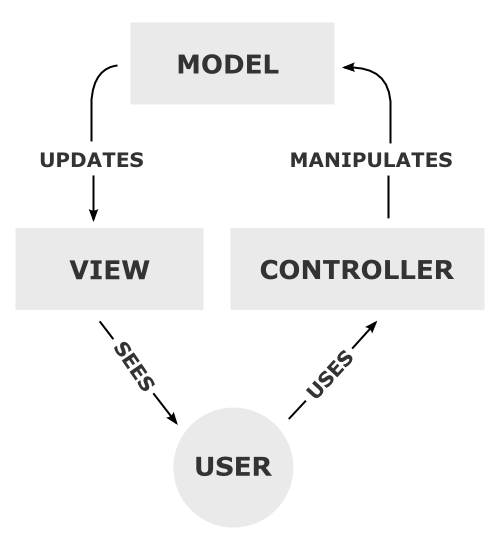 MODEL
UPDATES
MANIPULATES
VIEW
CONTROLLER
SEES
USES
USER